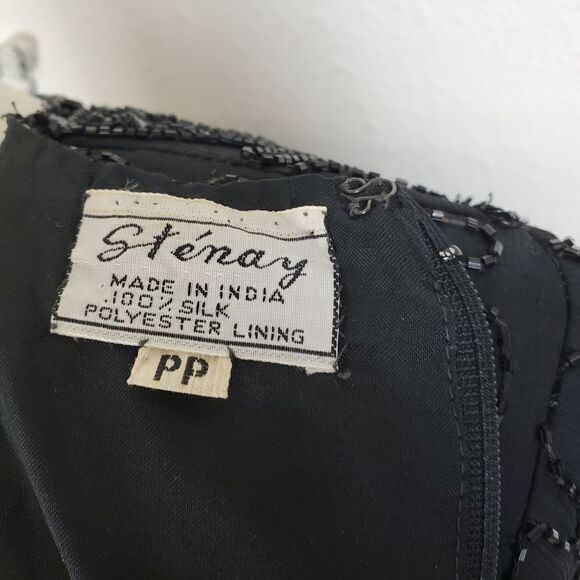 Sténay
MADE IN INDIA
100% SILK
POLYESTER LINING
PP